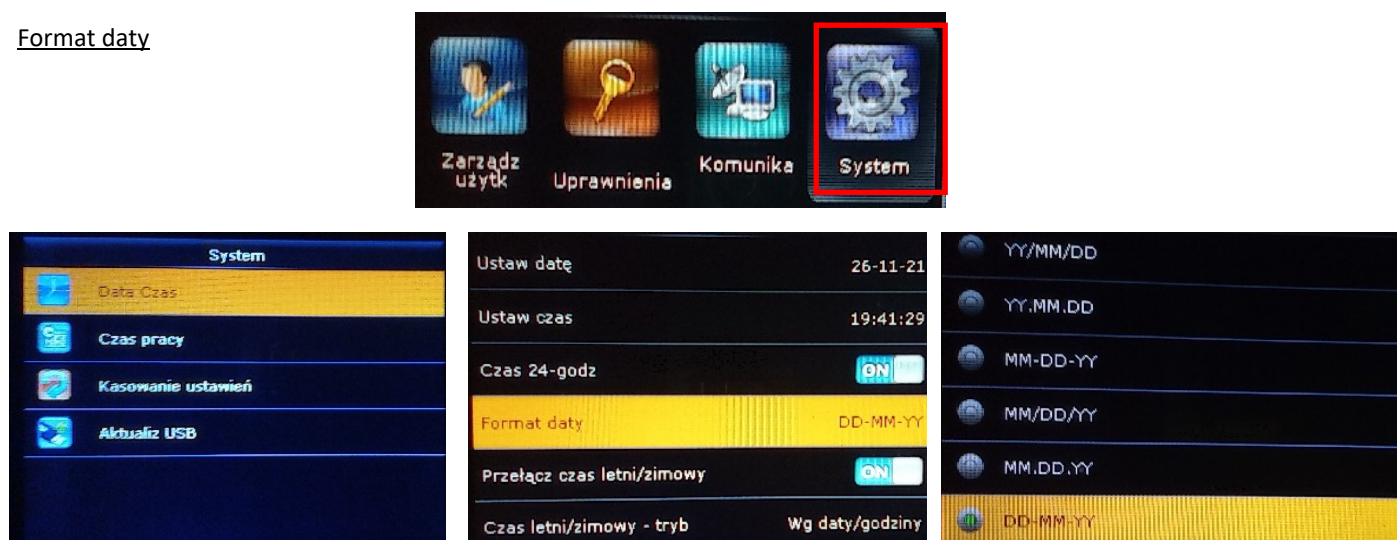 Format daty
Zarządz
użytk
Uprawnienia
Komunika
System
System
Data Czas
Czas pracy
Kasowanie ustawień
Aktualiz USB
Ustaw datę 26-11-21
Ustaw czas 19:41:29
Czas 24-godz ON
Format daty DD-MM-YY
Przełącz czas letni/zimowy ON
Czas letni/zimowy - tryb Wg daty/godziny
YY/MM/DD
YY.MM.DD
MM-DD-YY
MM/DD/YY
MM.DD.YY
DD-MM-YY